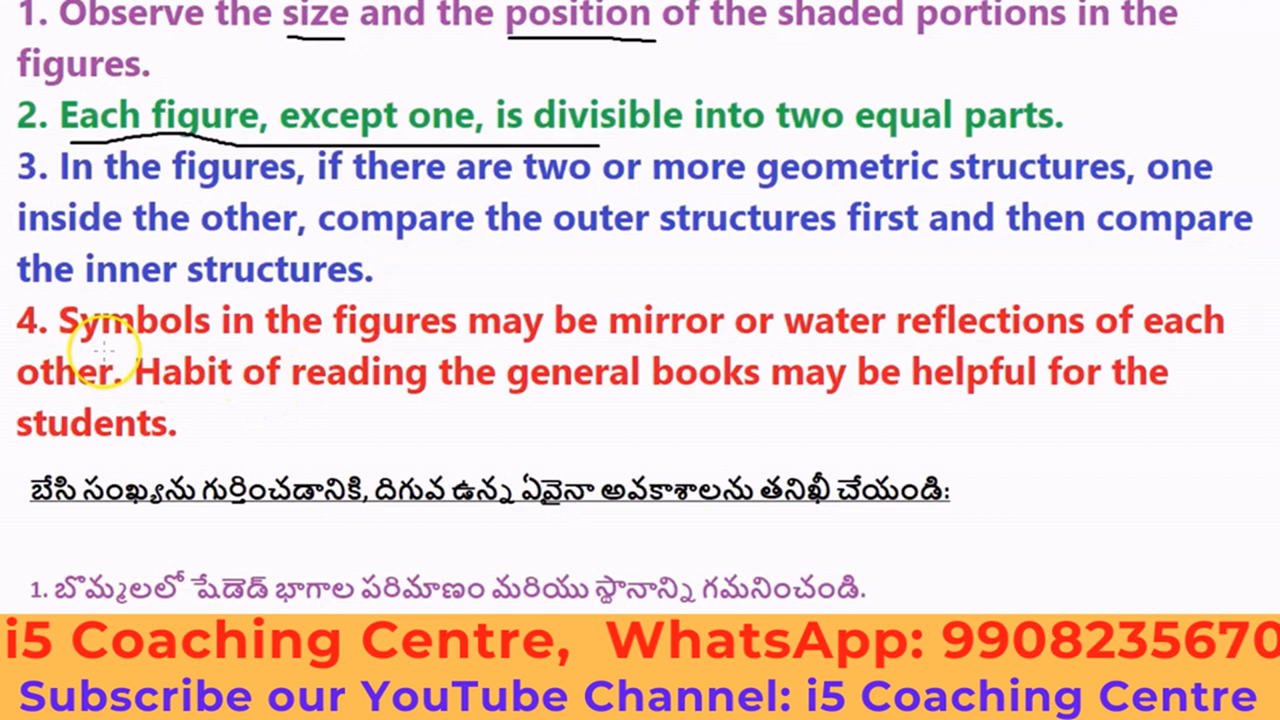 1. Observe the size and the position of the shaded portions in the
figures.
2. Each figure, except one, is divisible into two equal parts.
3. In the figures, if there are two or more geometric structures, one
inside the other, compare the outer structures first and then compare
the inner structures.
4. Symbols in the figures may be mirror or water reflections of each
other. Habit of reading the general books may be helpful for the
students.
బేసి సంఖ్యను గుర్తించడానికి, దిగువ ఉన్న ఏవైనా అవకాశాలను తనిఖీ చేయండి:
1. బొమ్మలలో షేడెడ్ భాగాల పరిమాణం మరియు స్థానాన్ని గమనించండి.
i5 Coaching Centre, WhatsApp: 9908235670
Subscribe our YouTube Channel: i5 Coaching Centre